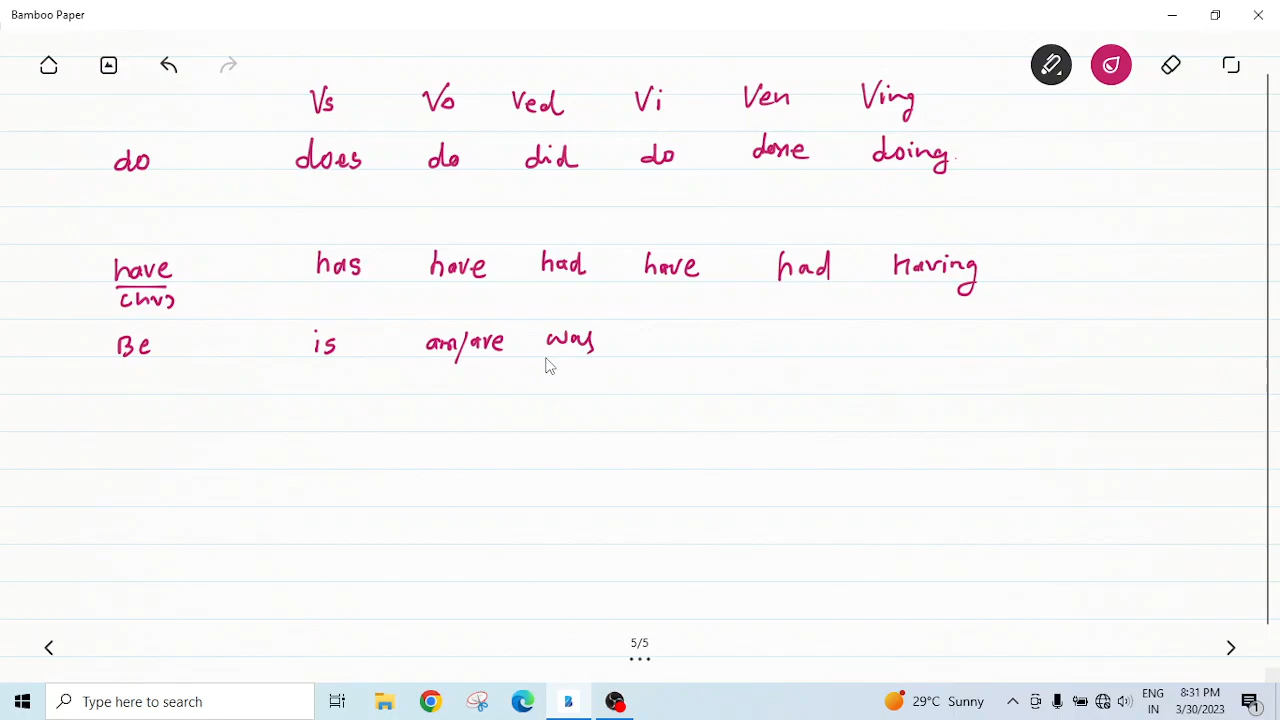 Bamboo Paper
Vs Vo Ved Vi Ven Ving
do does do did do done doing.
have has have had have had Having
Be is am/are was
5/5
Type here to search
B
29°C Sunny
ENG
IN
8:31 PM
3/30/2023
1